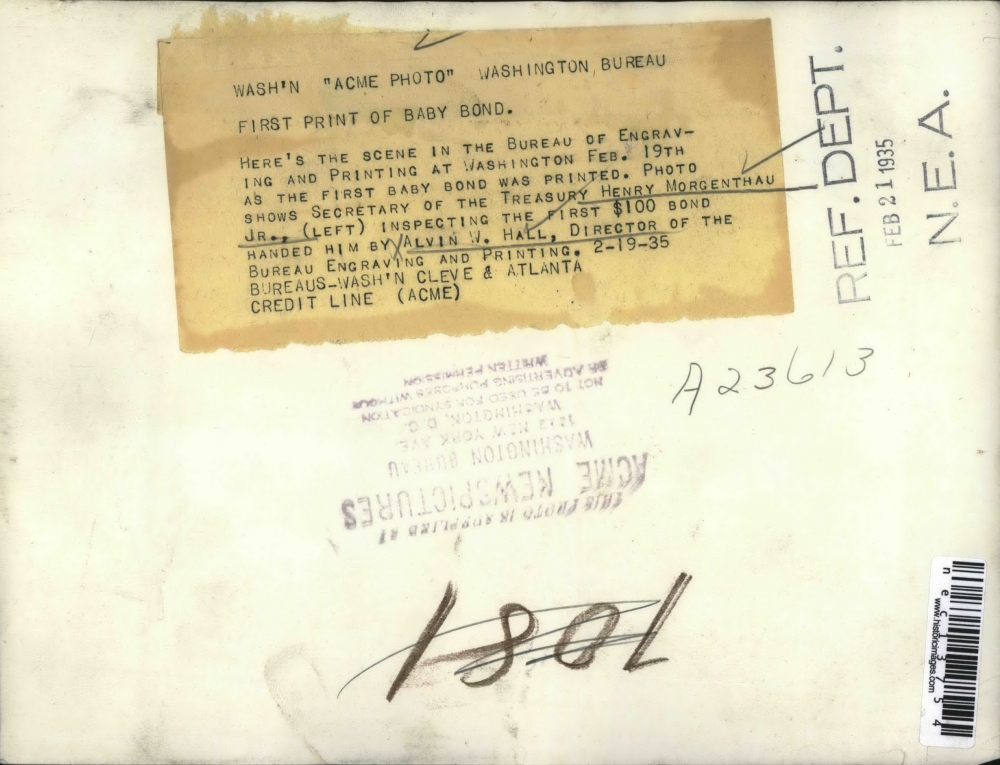 WASH'N "ACME PHOTO" WASHINGTON BUREAU
FIRST PRINT OF BABY BOND.
HERE'S THE SCENE IN THE BUREAU OF ENGRAV-
ING AND PRINTING AT WASHINGTON FEB. 19TH
AS THE FIRST BABY BOND WAS PRINTED. PHOTO
SHOWS SECRETARY OF THE TREASURY HENRY MORGENTHAU
JR., (LEFT) INSPECTING THE FIRST $100 BOND
HANDED HIM BY ALVIN W. HALL, DIRECTOR OF THE
BUREAU ENGRAVING AND PRINTING. 2-19-35
BUREAUS-WASH'N CLEVE & ATLANTA
CREDIT LINE (ACME)
REF. DEPT.
FEB 21 1935
N.E.A.
A23613
THIS PHOTO IS SUPPLIED BY
ACME NEWSPICTURES
WASHINGTON BUREAU
NEW YORK AVE.
WASHINGTON, D.C.
NOT TO BE USED FOR SYNDICATION
OR ADVERTISING PURPOSES WITHOUT
WRITTEN PERMISSION
1081
www.historicimages.com
nec13754